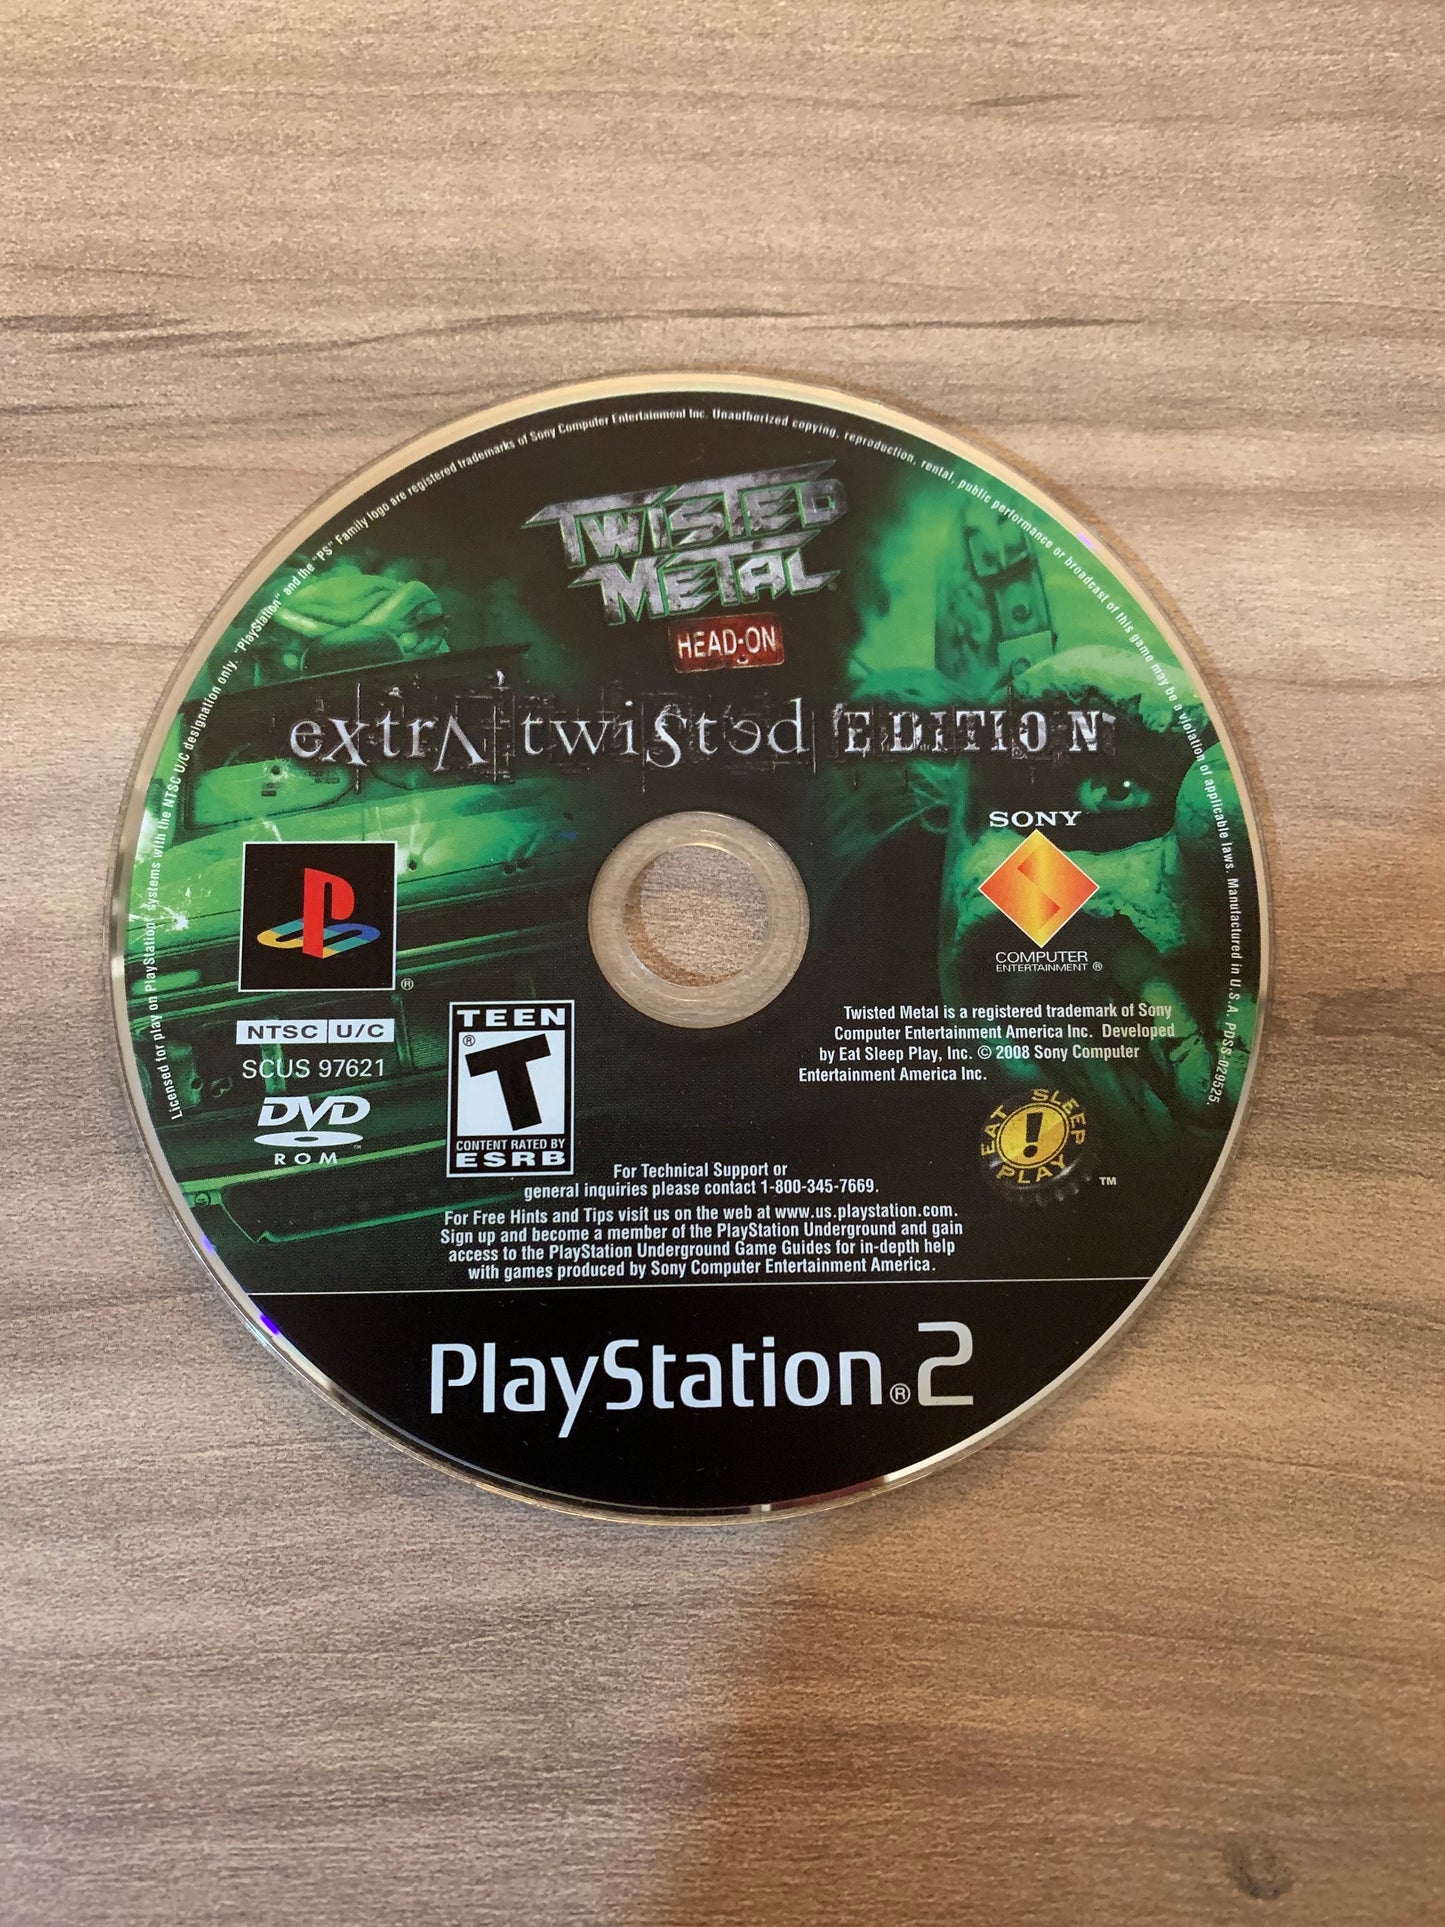 Licensed for play on PlayStation® systems with the NTSC U/C designation only. "PlayStation" and the "PS" Family logo are registered trademarks of Sony Computer Entertainment Inc. Unauthorized copying, reproduction, rental, public performance or broadcast of this game may be a violation of applicable laws. Manufactured in U.S.A. PDSS-029525.
TWISTED
METAL
HEAD-ON
extra twisted EDITION
SONY
COMPUTER
ENTERTAINMENT ®
NTSC U/C
SCUS 97621
DVD
ROM
TEEN
T
CONTENT RATED BY
ESRB
Twisted Metal is a registered trademark of Sony
Computer Entertainment America Inc. Developed
by Eat Sleep Play, Inc. © 2008 Sony Computer
Entertainment America Inc.
EAT SLEEP
PLAY
For Technical Support or
general inquiries please contact 1-800-345-7669.
For Free Hints and Tips visit us on the web at www.us.playstation.com.
Sign up and become a member of the PlayStation Underground and gain
access to the PlayStation Underground Game Guides for in-depth help
with games produced by Sony Computer Entertainment America.
PlayStation®2